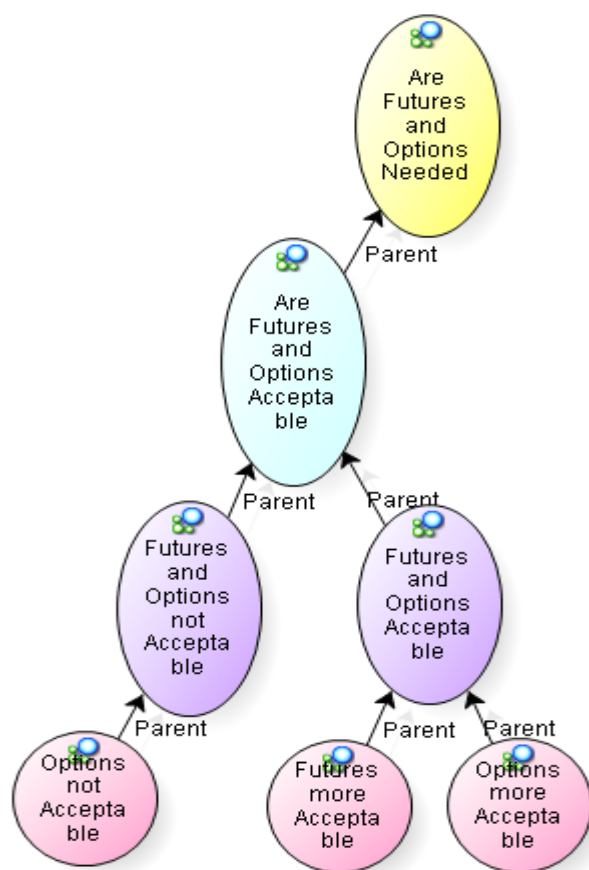 Are
Futures
and
Options
Needed
Parent
Are
Futures
and
Options
Accepta
ble
Parent
Parent
Futures
and
Options
not
Accepta
ble
Futures
and
Options
Accepta
ble
Parent
Parent
Parent
Options
not
Accepta
ble
Futures
more
Accepta
ble
Options
more
Accepta
ble